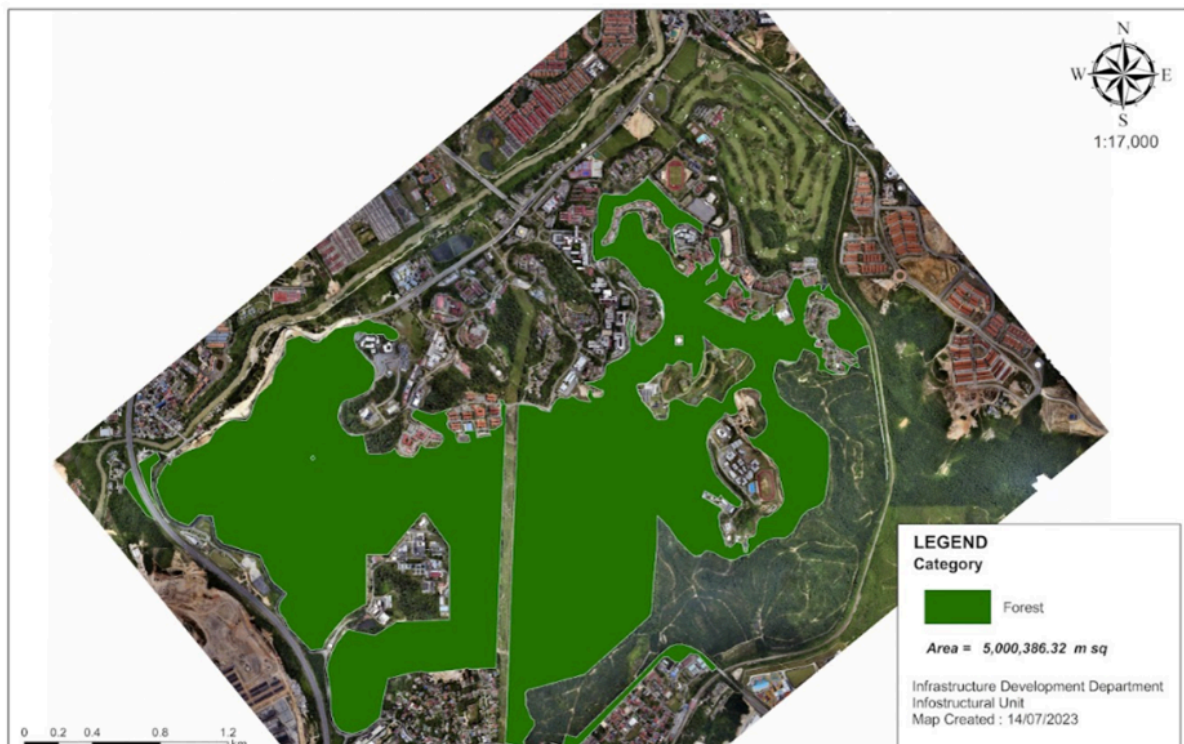 N
W E
S
1:17,000
LEGEND
Category
Forest
Area = 5,000,386.32 m sq
Infrastructure Development Department
Infostructural Unit
Map Created : 14/07/2023
0 0.2 0.4 0.8 1.2
km